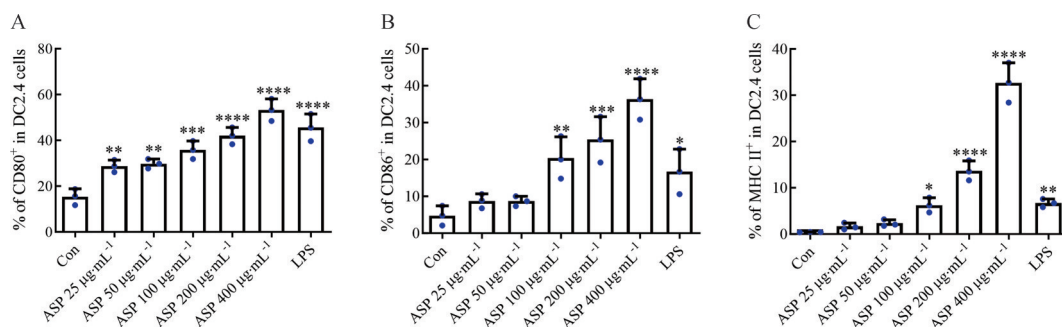 A
% of CD80⁺ in DC2.4 cells
80
60
40
20
0
**
**
***
****
****
****
Con
ASP 25 μg·mL⁻¹
ASP 50 μg·mL⁻¹
ASP 100 μg·mL⁻¹
ASP 200 μg·mL⁻¹
ASP 400 μg·mL⁻¹
LPS
B
% of CD86⁺ in DC2.4 cells
50
40
30
20
10
0
**
***
****
*
Con
ASP 25 μg·mL⁻¹
ASP 50 μg·mL⁻¹
ASP 100 μg·mL⁻¹
ASP 200 μg·mL⁻¹
ASP 400 μg·mL⁻¹
LPS
C
% of MHC II⁺ in DC2.4 cells
40
30
20
10
0
*
****
****
**
Con
ASP 25 μg·mL⁻¹
ASP 50 μg·mL⁻¹
ASP 100 μg·mL⁻¹
ASP 200 μg·mL⁻¹
ASP 400 μg·mL⁻¹
LPS